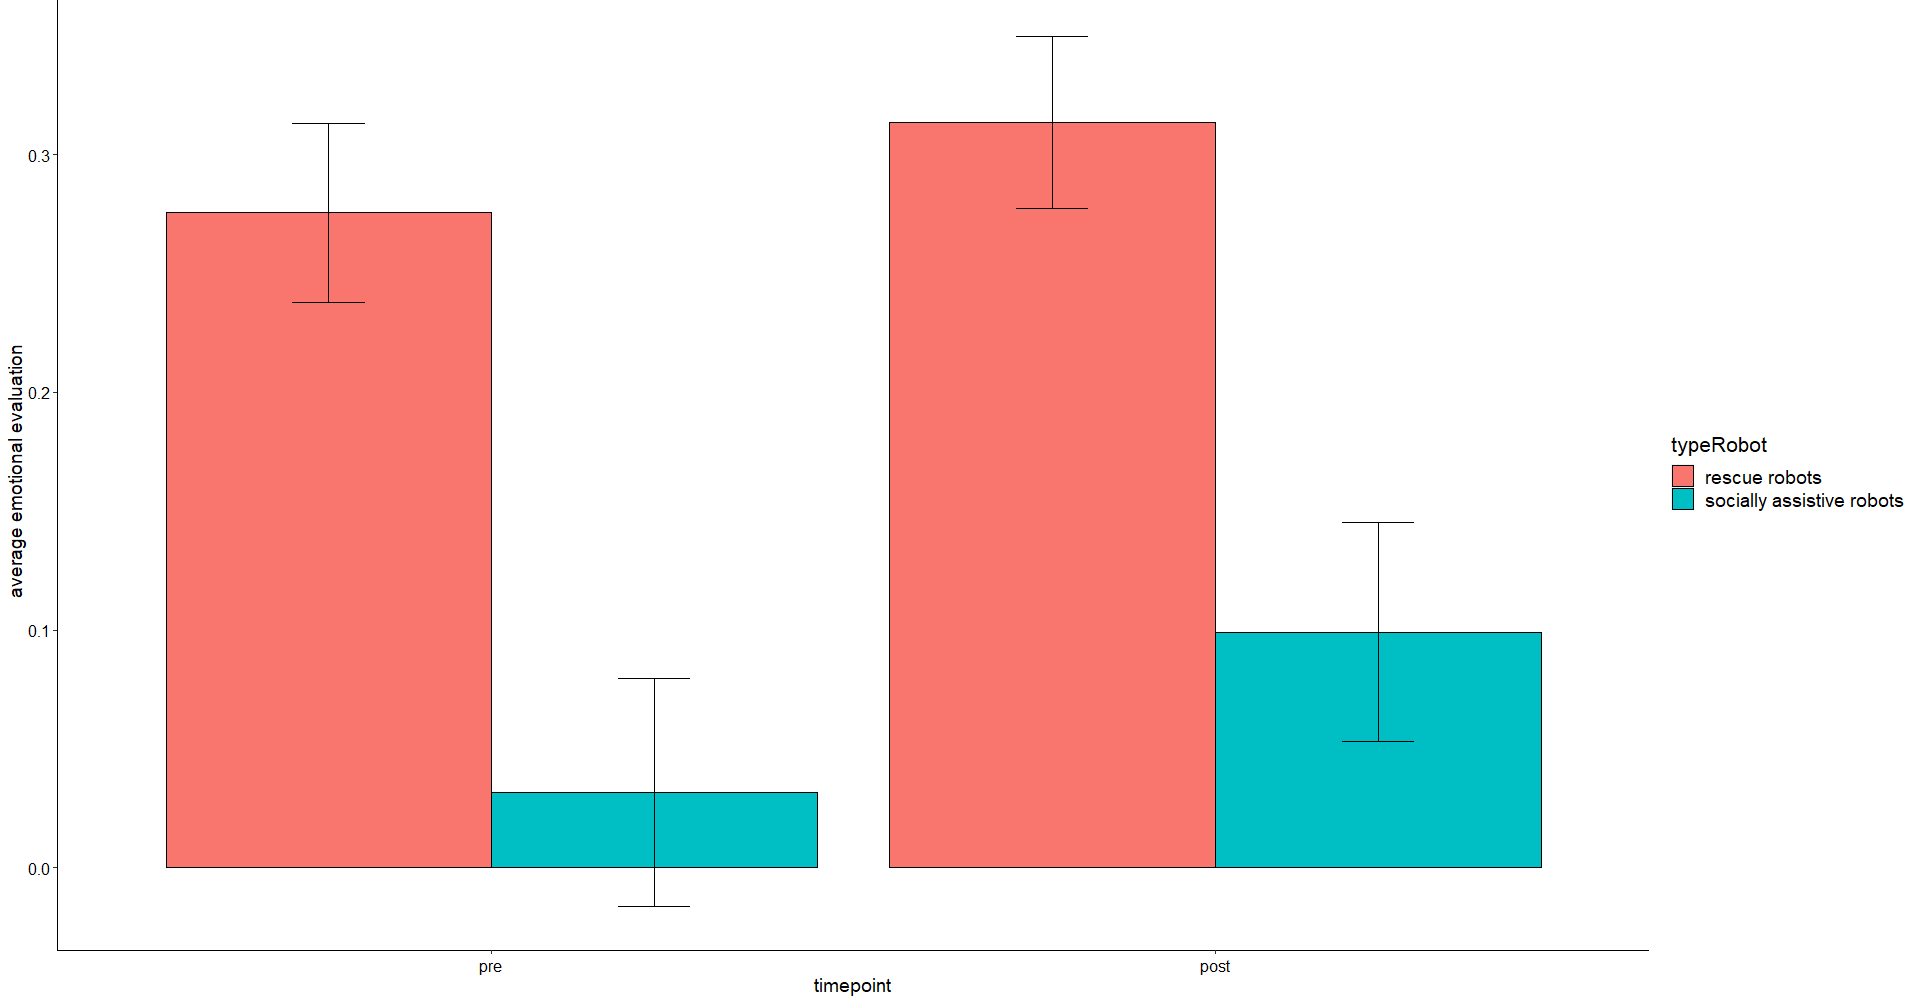 average emotional evaluation
0.3
0.2
0.1
0.0
pre
post
timepoint
typeRobot
rescue robots
socially assistive robots